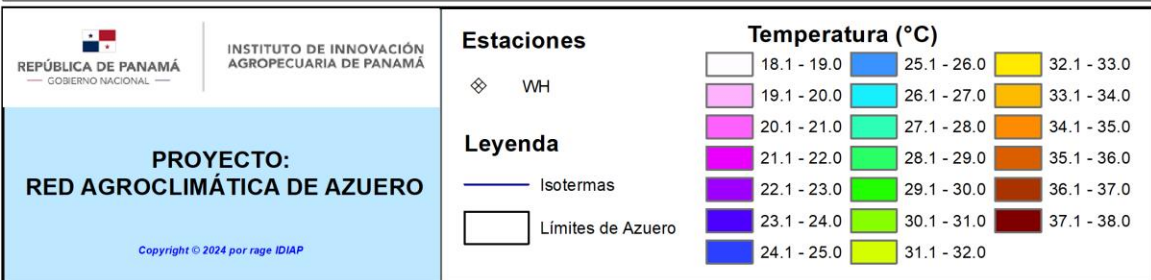 REPÚBLICA DE PANAMÁ
— GOBIERNO NACIONAL —
INSTITUTO DE INNOVACIÓN
AGROPECUARIA DE PANAMÁ
PROYECTO:
RED AGROCLIMÁTICA DE AZUERO
Copyright © 2024 por rage IDIAP
Estaciones
WH
Leyenda
Isotermas
Límites de Azuero
Temperatura (°C)
18.1 - 19.0
19.1 - 20.0
20.1 - 21.0
21.1 - 22.0
22.1 - 23.0
23.1 - 24.0
24.1 - 25.0
25.1 - 26.0
26.1 - 27.0
27.1 - 28.0
28.1 - 29.0
29.1 - 30.0
30.1 - 31.0
31.1 - 32.0
32.1 - 33.0
33.1 - 34.0
34.1 - 35.0
35.1 - 36.0
36.1 - 37.0
37.1 - 38.0